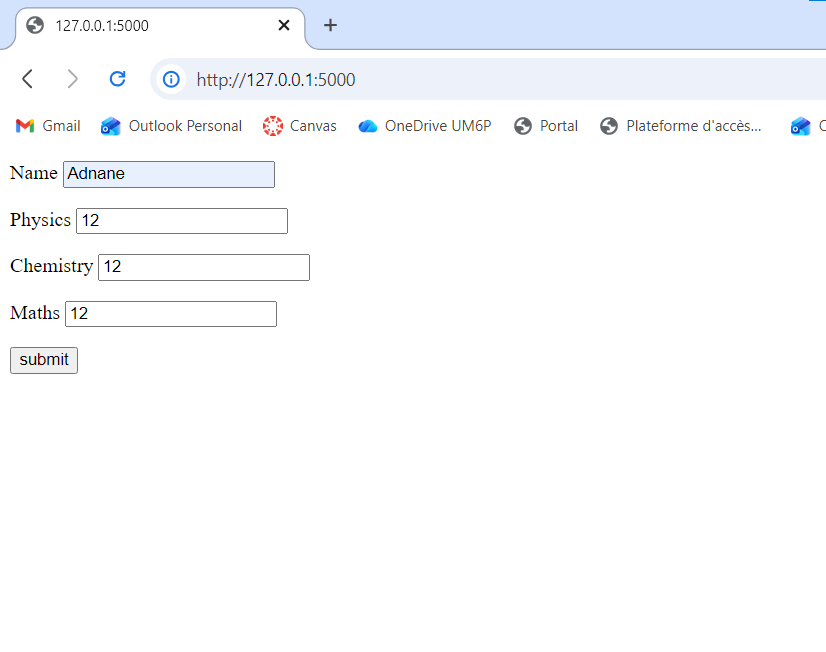 127.0.0.1:5000
http://127.0.0.1:5000
Gmail Outlook Personal Canvas OneDrive UM6P Portal Plateforme d'accès...
Name Adnane
Physics 12
Chemistry 12
Maths 12
submit